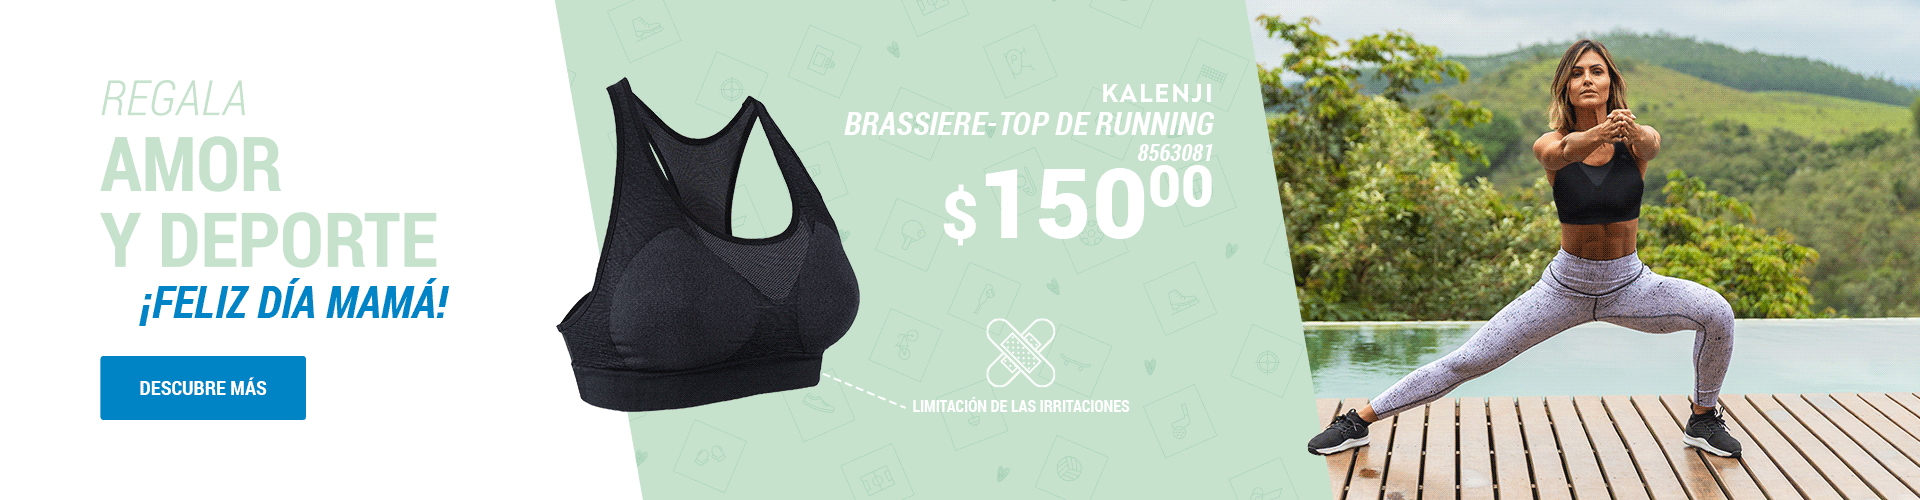 REGALA
AMOR
Y DEPORTE
¡FELIZ DÍA MAMÁ!
DESCUBRE MÁS
KALENJI
BRASSIERE-TOP DE RUNNING
8563081
$15000
LIMITACIÓN DE LAS IRRITACIONES